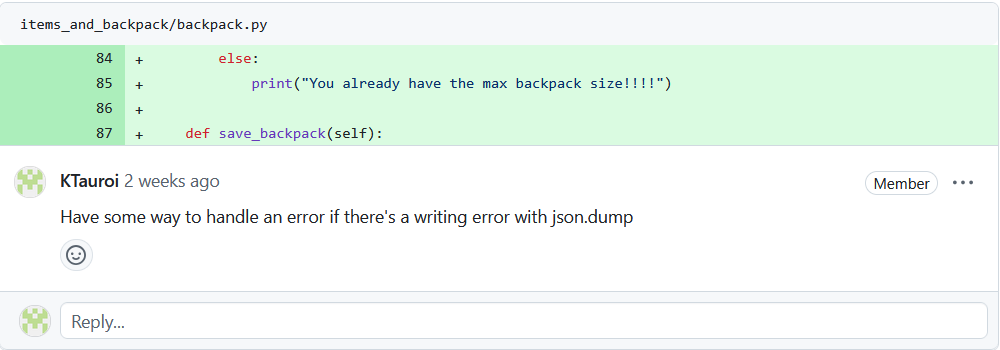 items_and_backpack/backpack.py
84 + else:
85 + print("You already have the max backpack size!!!!")
86 +
87 + def save_backpack(self):
KTauroi 2 weeks ago Member ...
Have some way to handle an error if there's a writing error with json.dump
Reply...